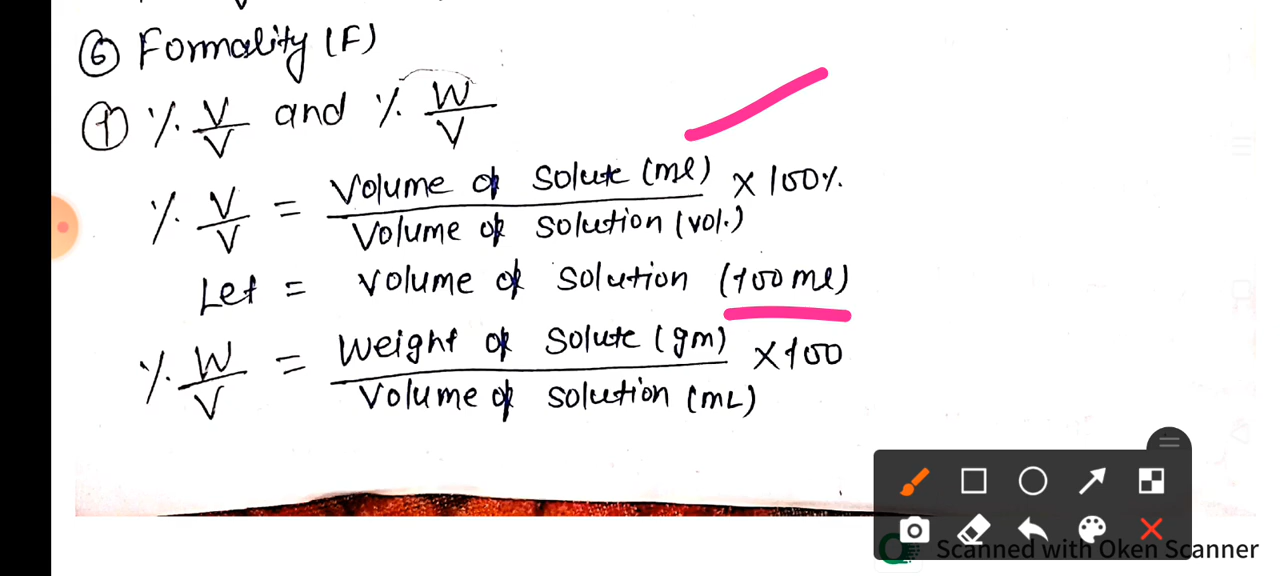 ⑥ Formality (F)
⑦ % V/V and % W/V
% V/V = Volume of Solute (ml) / Volume of Solution (vol.) × 100%.
Let = volume of solution (100 ml)
% W/V = Weight of Solute (gm) / Volume of solution (mL) × 100
Scanned with Oken Scanner